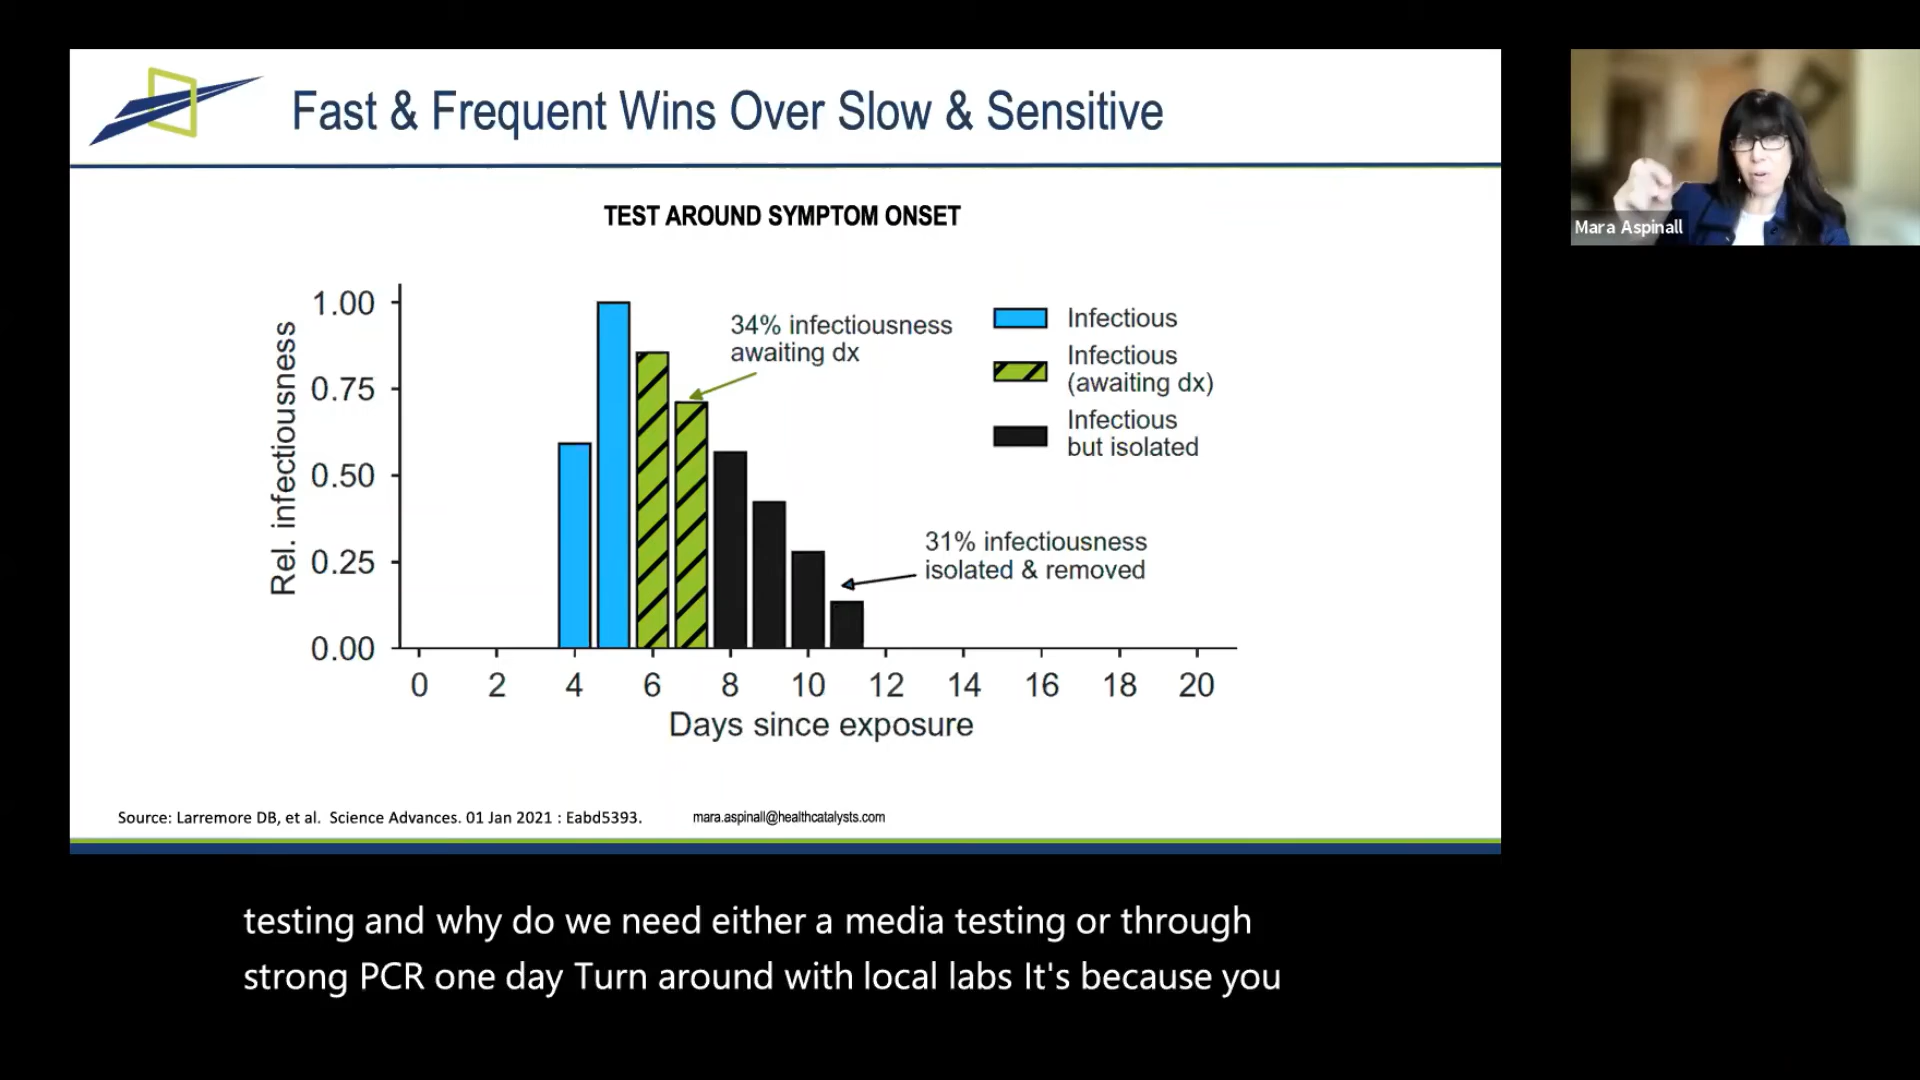 Fast & Frequent Wins Over Slow & Sensitive
Mara Aspinall
TEST AROUND SYMPTOM ONSET
Rel. infectiousness
1.00
0.75
0.50
0.25
0.00
34% infectiousness
awaiting dx
Infectious
Infectious
(awaiting dx)
Infectious
but isolated
31% infectiousness
isolated & removed
0 2 4 6 8 10 12 14 16 18 20
Days since exposure
Source: Larremore DB, et al. Science Advances. 01 Jan 2021 : Eabd5393.
mara.aspinall@healthcatalysts.com
testing and why do we need either a media testing or through
strong PCR one day Turn around with local labs It's because you